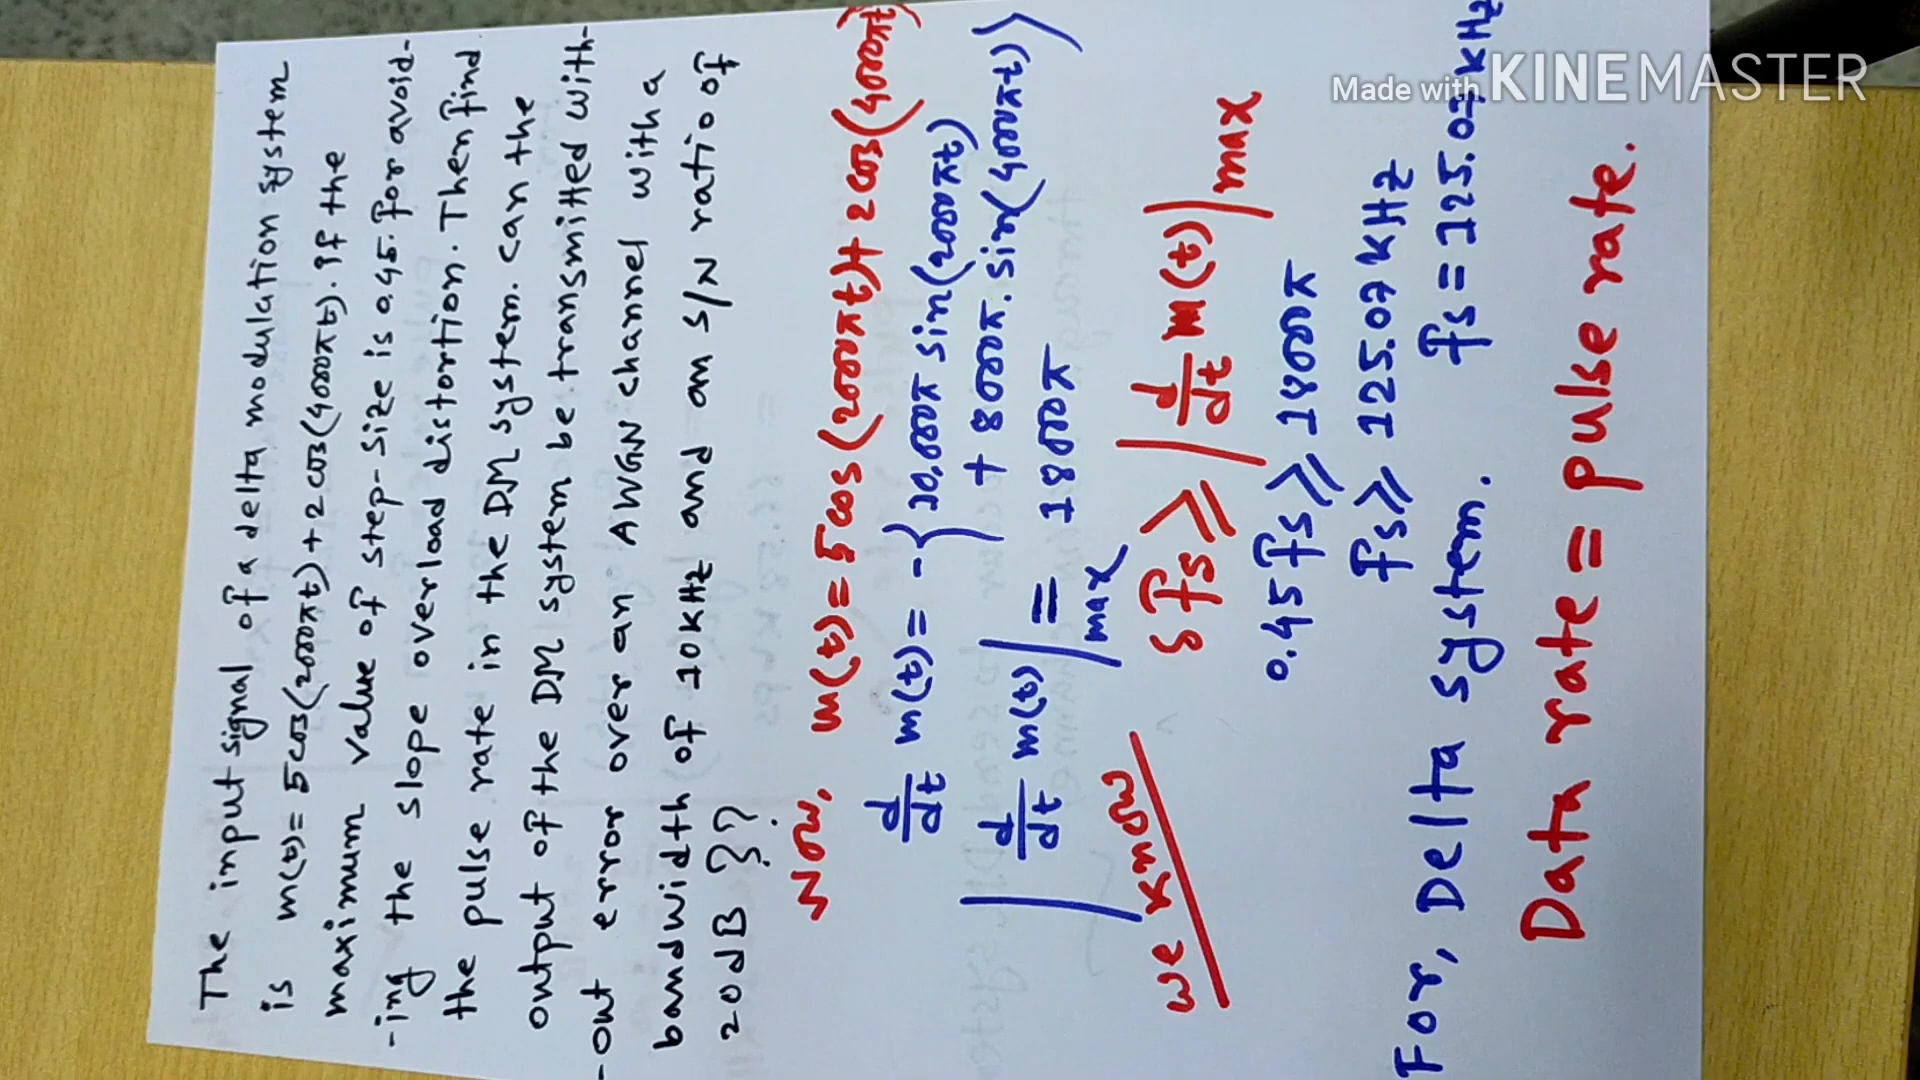 The input signal of a delta modulation system
is m(t) = 5cos(2000πt) + 2cos(4000πt). If the
maximum value of step-size is 0.45. For avoid-
-ing the slope overload distortion. Then find
the pulse rate in the DM system. can the
output of the DM system be transmitted with-
-out error over an AWGN channel with a
bandwidth of 10KHz and an S/N ratio of
20dB ??
Now, m(t) = 5cos(2000πt) + 2cos(4000πt)
d/dt m(t) = -{10,000π sin(2000πt)
+ 8000π. sin(4000πt)}
|d/dt m(t)|max = 18000π
we know
δfs ≥ |d/dt m(t)|max
0.45fs ≥ 18000π
fs ≥ 125.07 KHz
For, Delta system. fs = 125.07 KHz
Data rate = pulse rate.
Made with KINEMASTER